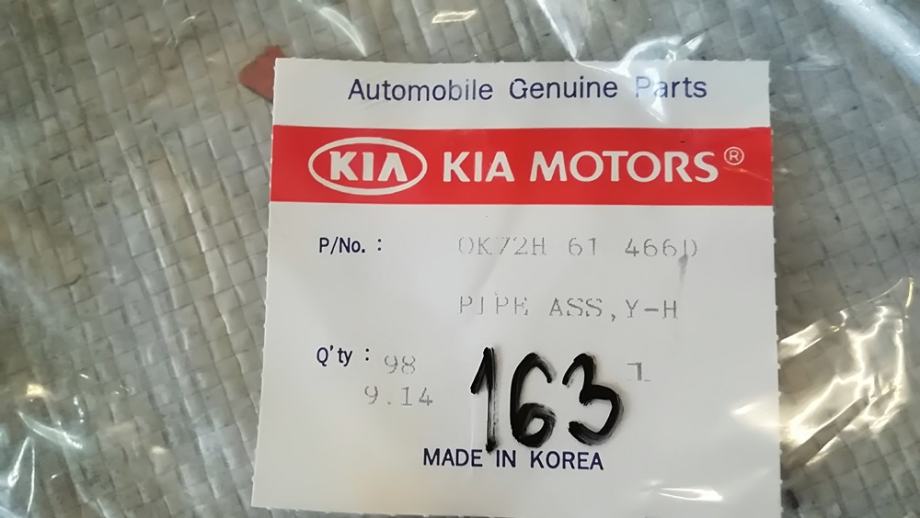 Automobile Genuine Parts
KIA KIA MOTORS®
P/No. : 0K72H 61 466D
PIPE ASS,Y-H
Q'ty : 98 1
9.14
163
MADE IN KOREA